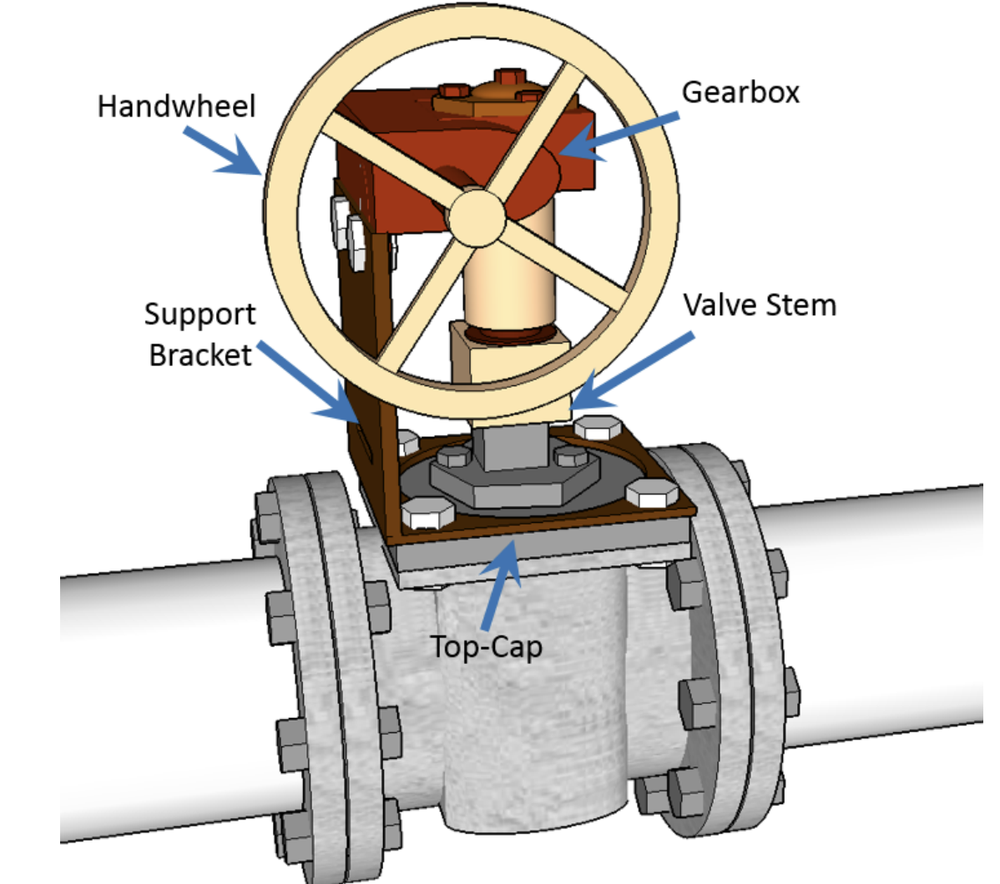 Handwheel
Gearbox
Support
Bracket
Valve Stem
Top-Cap